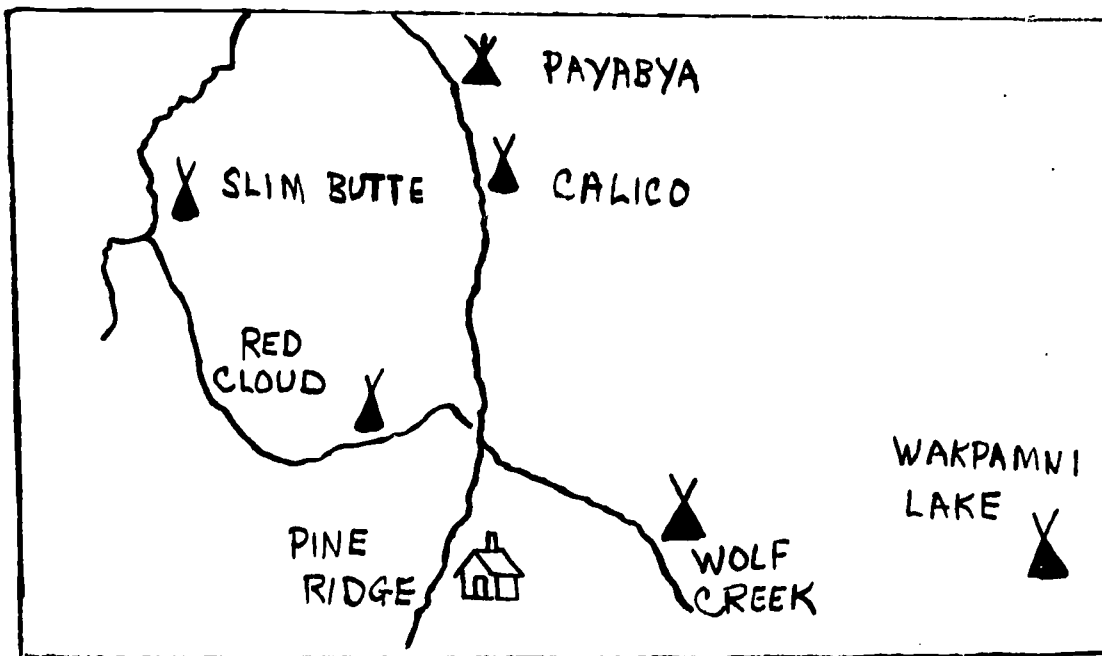 PAYABYA
SLIM BUTTE
CALICO
RED
CLOUD
WAKPAMNI
LAKE
PINE
RIDGE
WOLF
CREEK